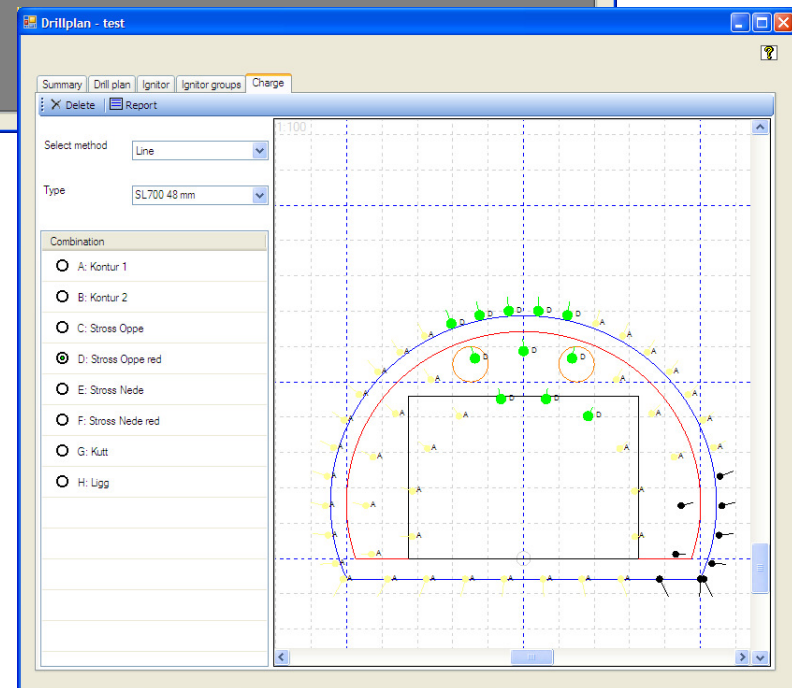 Drillplan - test
Summary Drill plan Ignitor Ignitor groups Charge
Delete Report
1:100
Select method Line
Type SL700 48 mm
Combination
A: Kontur 1
B: Kontur 2
C: Stross Oppe
D: Stross Oppe red
E: Stross Nede
F: Stross Nede red
G: Kutt
H: Ligg
D D D D D A
A A
A D D D A
A A
A A
A A D D A A
A A D A
A A A A
A A A
A A A
A A A
A A A
A
A A A A A A A A